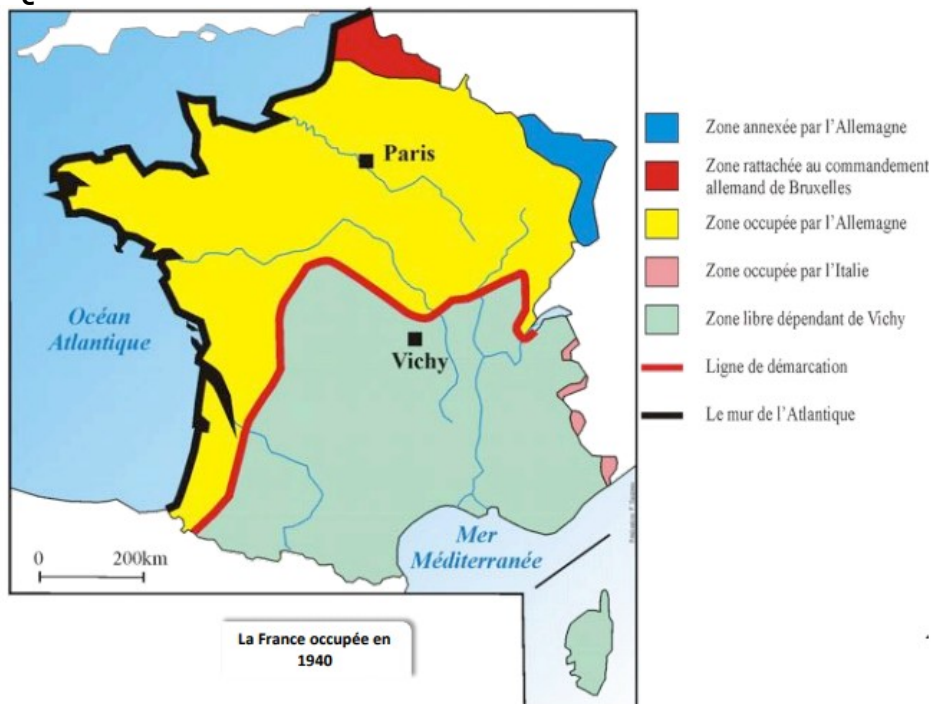 Paris
Vichy
Océan
Atlantique
Mer
Méditerranée
0 200km
La France occupée en
1940
Zone annexée par l'Allemagne
Zone rattachée au commandement
allemand de Bruxelles
Zone occupée par l'Allemagne
Zone occupée par l'Italie
Zone libre dépendant de Vichy
Ligne de démarcation
Le mur de l'Atlantique